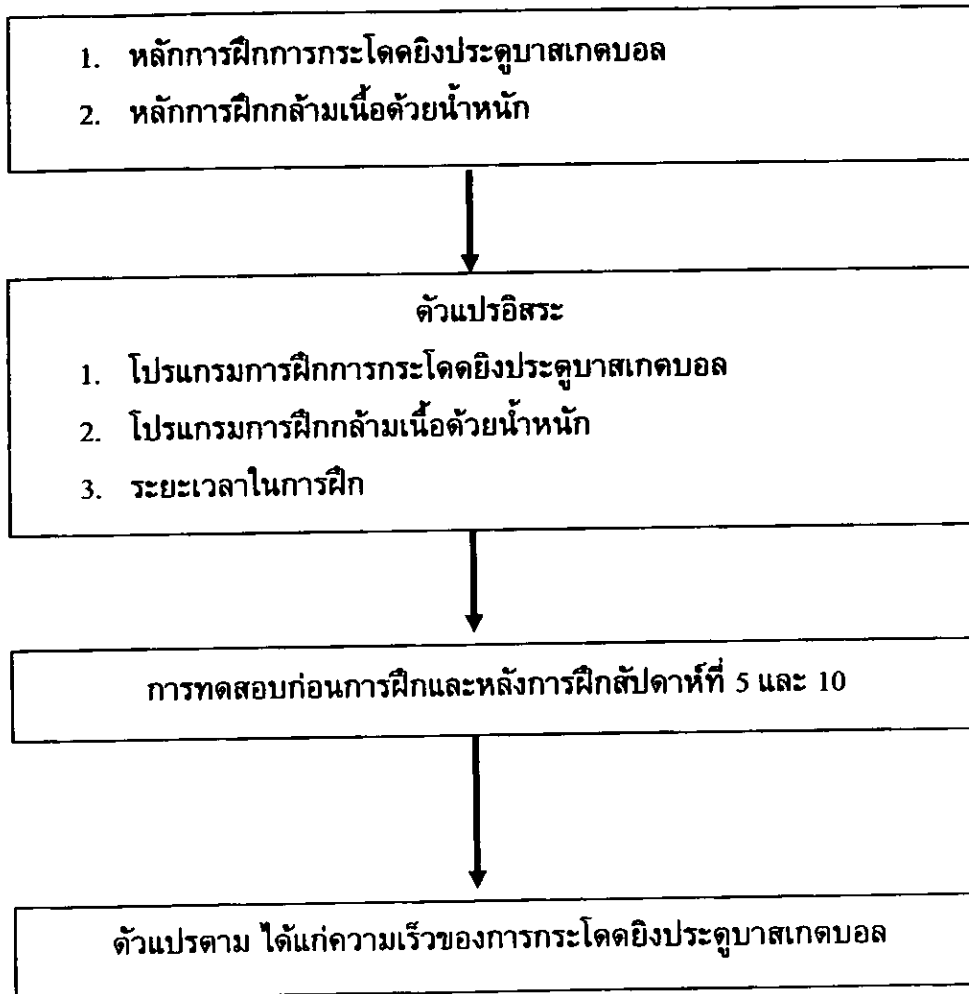 1. หลักการฝึกการกระโดดยิงประตูบาสเกตบอล
2. หลักการฝึกกล้ามเนื้อด้วยน้ำหนัก
ตัวแปรอิสระ
1. โปรแกรมการฝึกการกระโดดยิงประตูบาสเกตบอล
2. โปรแกรมการฝึกกล้ามเนื้อด้วยน้ำหนัก
3. ระยะเวลาในการฝึก
การทดสอบก่อนการฝึกและหลังการฝึกสัปดาห์ที่ 5 และ 10
ตัวแปรตาม ได้แก่ความเร็วของการกระโดดยิงประตูบาสเกตบอล